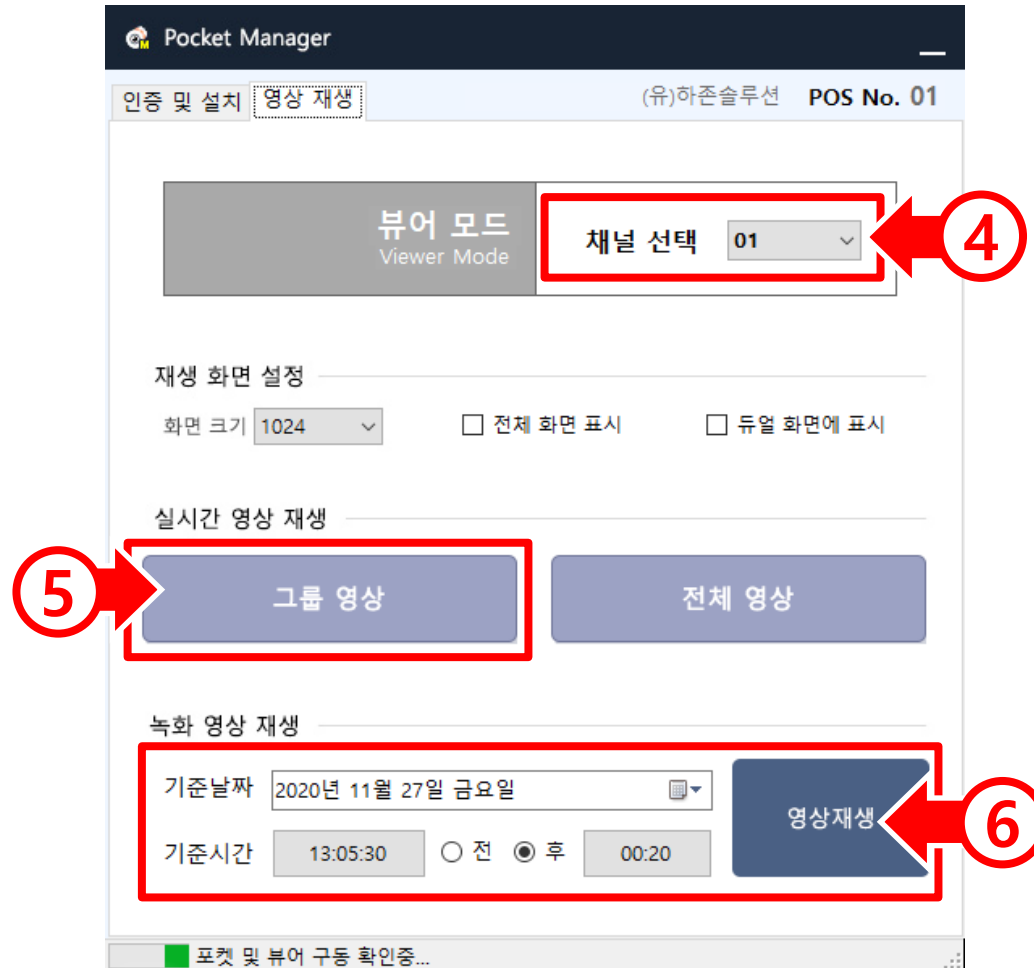 Pocket Manager
인증 및 설치 영상 재생 (유)하존솔루션 POS No. 01
뷰어 모드
Viewer Mode
채널 선택 01
4
재생 화면 설정
화면 크기 1024 전체 화면 표시 듀얼 화면에 표시
실시간 영상 재생
5
그룹 영상 전체 영상
녹화 영상 재생
기준날짜 2020년 11월 27일 금요일
영상재생
6
기준시간 13:05:30 전 후 00:20
포켓 및 뷰어 구동 확인중...